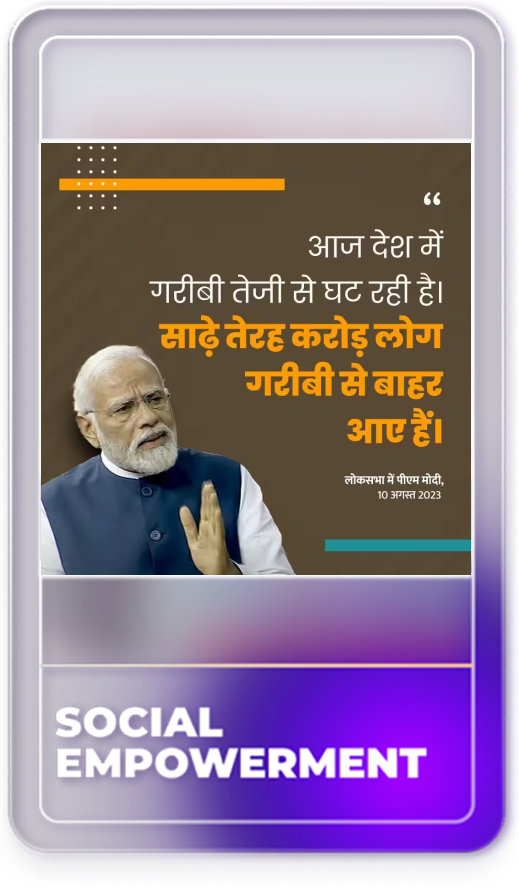 “
आज देश में
गरीबी तेजी से घट रही है।
साढ़े तेरह करोड़ लोग
गरीबी से बाहर
आए हैं।
लोकसभा में पीएम मोदी,
10 अगस्त 2023
SOCIAL
EMPOWERMENT